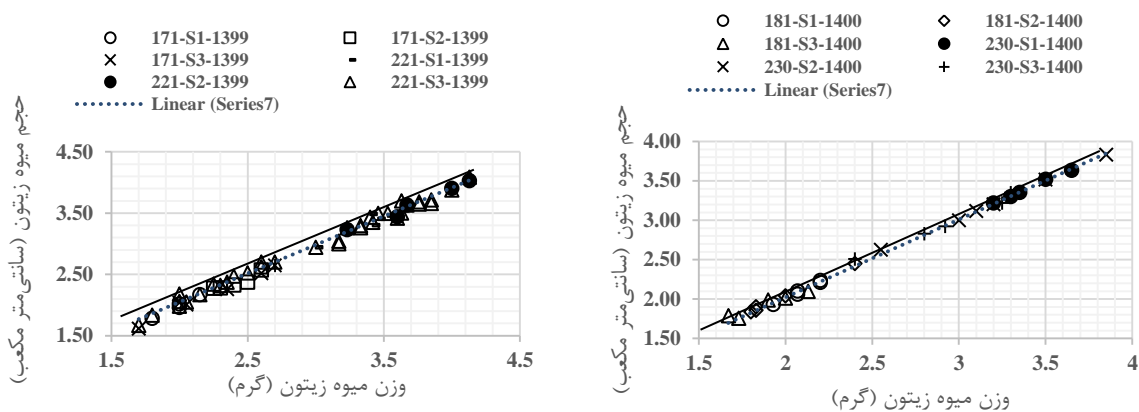 171-S1-1399 171-S2-1399
171-S3-1399 221-S1-1399
221-S2-1399 221-S3-1399
Linear (Series7)
حجم میوه زیتون (سانتی‌متر مکعب)
4.50
3.50
2.50
1.50
1.5 2.5 3.5 4.5
وزن میوه زیتون (گرم)
181-S1-1400 181-S2-1400
181-S3-1400 230-S1-1400
230-S2-1400 230-S3-1400
Linear (Series7)
حجم میوه زیتون (سانتی‌متر مکعب)
4.00
3.50
3.00
2.50
2.00
1.50
1.5 2 2.5 3 3.5 4
وزن میوه زیتون (گرم)